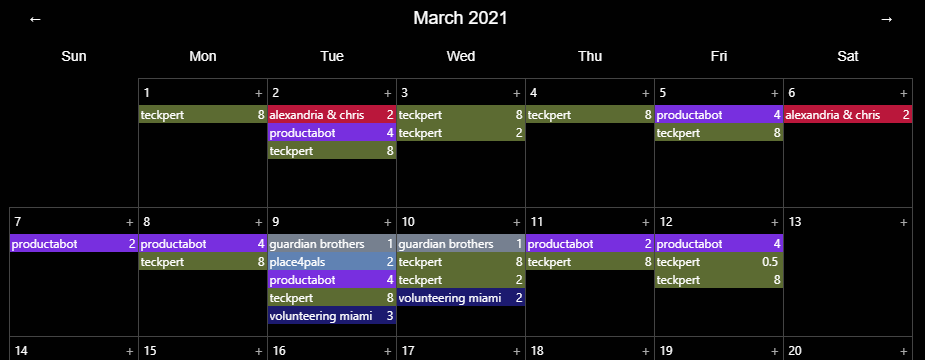 ← March 2021 →
Sun Mon Tue Wed Thu Fri Sat
1 + 2 + 3 + 4 + 5 + 6 +
teckpert 8 alexandria & chris 2 teckpert 8 teckpert 8 productabot 4 alexandria & chris 2
productabot 4 teckpert 2 teckpert 8
teckpert 8
7 + 8 + 9 + 10 + 11 + 12 + 13 +
productabot 2 productabot 4 guardian brothers 1 guardian brothers 1 productabot 2 productabot 4
teckpert 8 place4pals 2 teckpert 8 teckpert 8 teckpert 0.5
productabot 4 teckpert 2 teckpert 8
teckpert 8 volunteering miami 2
volunteering miami 3
14 + 15 + 16 + 17 + 18 + 19 + 20 +